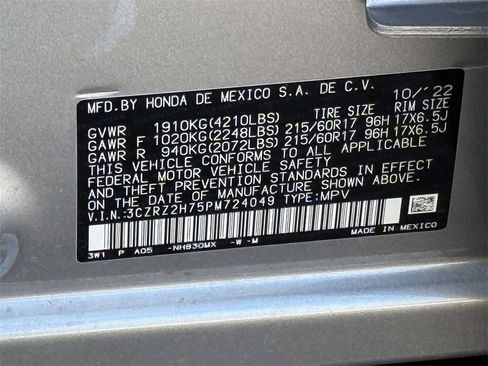 MFD.BY HONDA DE MEXICO S.A. DE C.V. 10/'22
TIRE SIZE RIM SIZE
GVWR 1910KG(4210LBS)
GAWR F 1020KG(2248LBS) 215/60R17 96H 17X6.5J
GAWR R 940KG(2072LBS) 215/60R17 96H 17X6.5J
THIS VEHICLE CONFORMS TO ALL APPLICABLE
FEDERAL MOTOR VEHICLE SAFETY
BUMPER, AND THEFT PREVENTION STANDARDS
IN EFFECT ON THE DATE OF MANUFACTURE
SHOWN ABOVE.
V.I.N.:3CZRZ2H75PM724049 TYPE:MPV
3W1 P A05 -NH830MX -W -M
MADE IN MEXICO